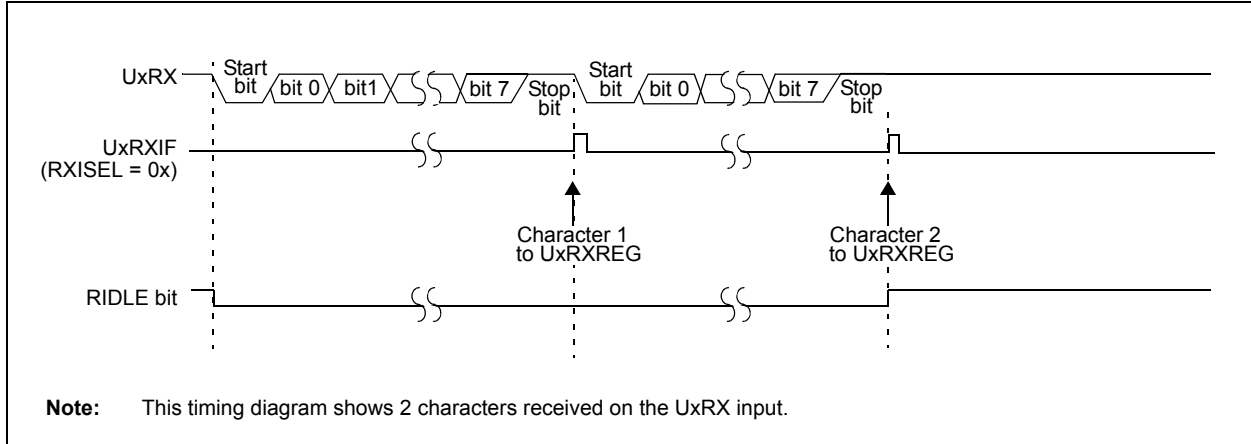 UxRX
Start bit
bit 0
bit1
bit 7
Stop bit
Start bit
bit 0
bit 7
Stop bit
UxRXIF
(RXISEL = 0x)
Character 1
to UxRXREG
Character 2
to UxRXREG
RIDLE bit
Note: This timing diagram shows 2 characters received on the UxRX input.